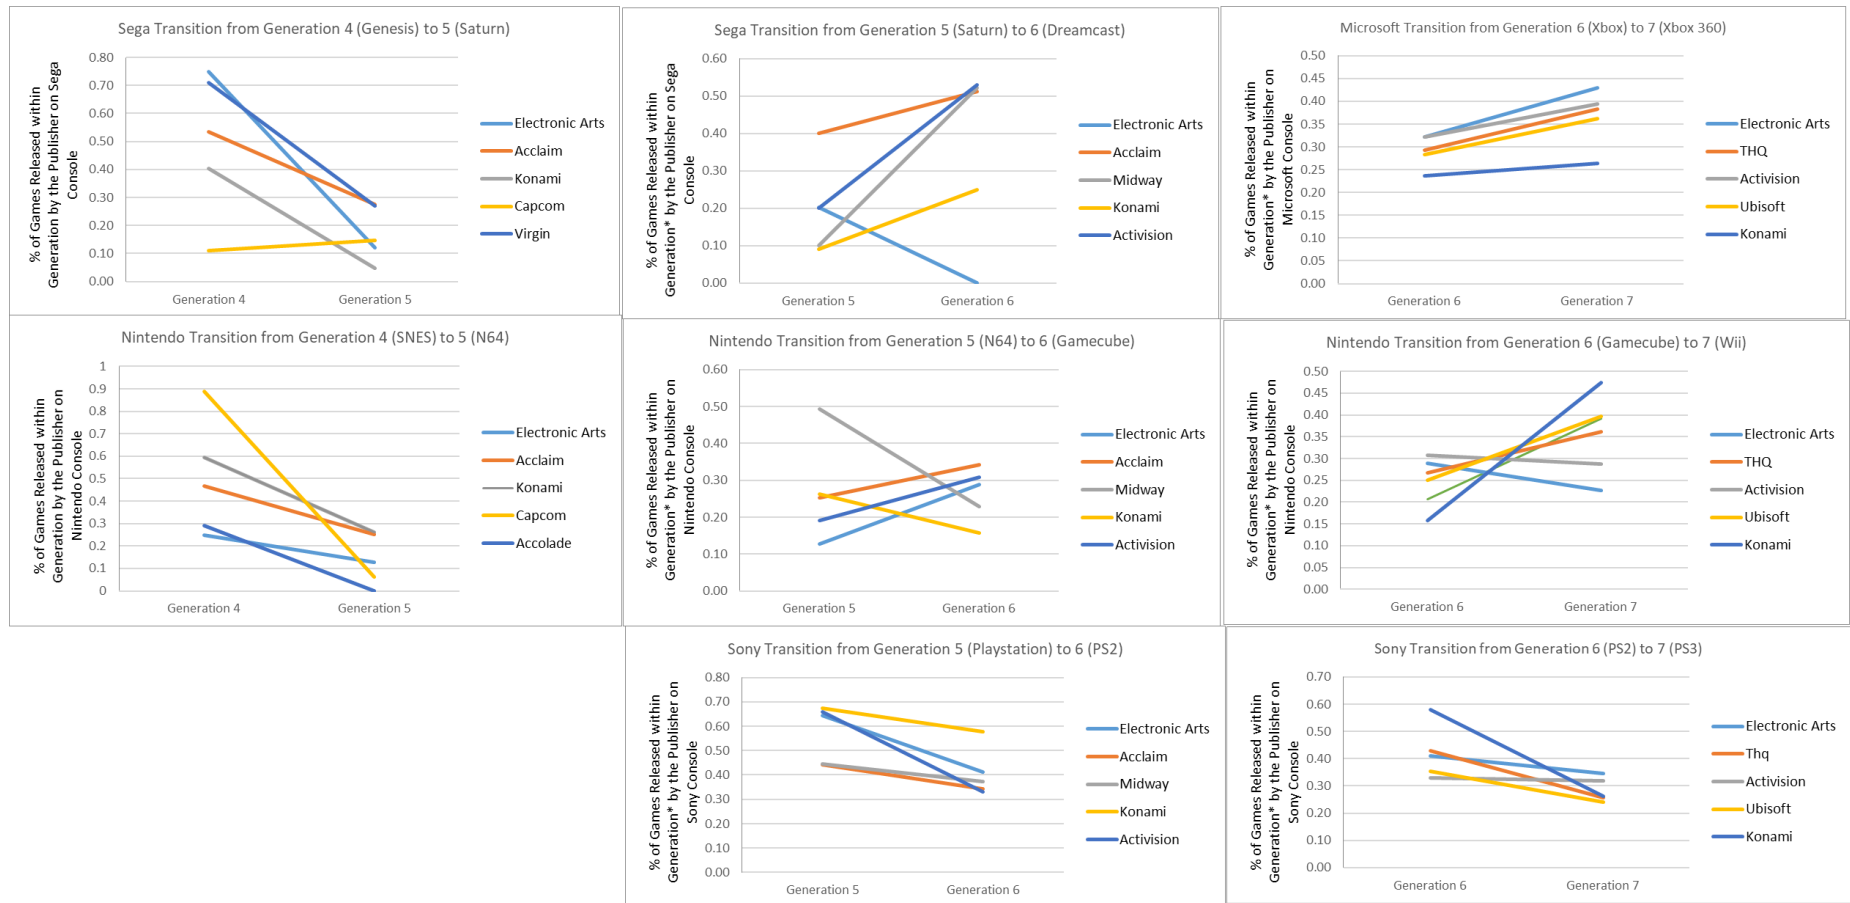 Sega Transition from Generation 4 (Genesis) to 5 (Saturn)
% of Games Released within
Generation by the Publisher on Sega
Console
0.80
0.70
0.60
0.50
0.40
0.30
0.20
0.10
0.00
Generation 4
Generation 5
Electronic Arts
Acclaim
Konami
Capcom
Virgin
Sega Transition from Generation 5 (Saturn) to 6 (Dreamcast)
% of Games Released within
Generation* by the Publisher on Sega
Console
0.60
0.50
0.40
0.30
0.20
0.10
0.00
Generation 5
Generation 6
Electronic Arts
Acclaim
Midway
Konami
Activision
Microsoft Transition from Generation 6 (Xbox) to 7 (Xbox 360)
% of Games Released within
Generation* by the Publisher on
Microsoft Console
0.50
0.45
0.40
0.35
0.30
0.25
0.20
0.15
0.10
0.05
0.00
Generation 6
Generation 7
Electronic Arts
THQ
Activision
Ubisoft
Konami
Nintendo Transition from Generation 4 (SNES) to 5 (N64)
% of Games Released within
Generation by the Publisher on
Nintendo Console
1
0.9
0.8
0.7
0.6
0.5
0.4
0.3
0.2
0.1
0
Generation 4
Generation 5
Electronic Arts
Acclaim
Konami
Capcom
Accolade
Nintendo Transition from Generation 5 (N64) to 6 (Gamecube)
% of Games Released within
Generation* by the Publisher on
Nintendo Console
0.60
0.50
0.40
0.30
0.20
0.10
0.00
Generation 5
Generation 6
Electronic Arts
Acclaim
Midway
Konami
Activision
Nintendo Transition from Generation 6 (Gamecube) to 7 (Wii)
% of Games Released within
Generation* by the Publisher on
Nintendo Console
0.50
0.45
0.40
0.35
0.30
0.25
0.20
0.15
0.10
0.05
0.00
Generation 6
Generation 7
Electronic Arts
THQ
Activision
Ubisoft
Konami
Sony Transition from Generation 5 (Playstation) to 6 (PS2)
% of Games Released within
Generation* by the Publisher on
Sony Console
0.80
0.70
0.60
0.50
0.40
0.30
0.20
0.10
0.00
Generation 5
Generation 6
Electronic Arts
Acclaim
Midway
Konami
Activision
Sony Transition from Generation 6 (PS2) to 7 (PS3)
% of Games Released within
Generation* by the Publisher on
Sony Console
0.70
0.60
0.50
0.40
0.30
0.20
0.10
0.00
Generation 6
Generation 7
Electronic Arts
Thq
Activision
Ubisoft
Konami